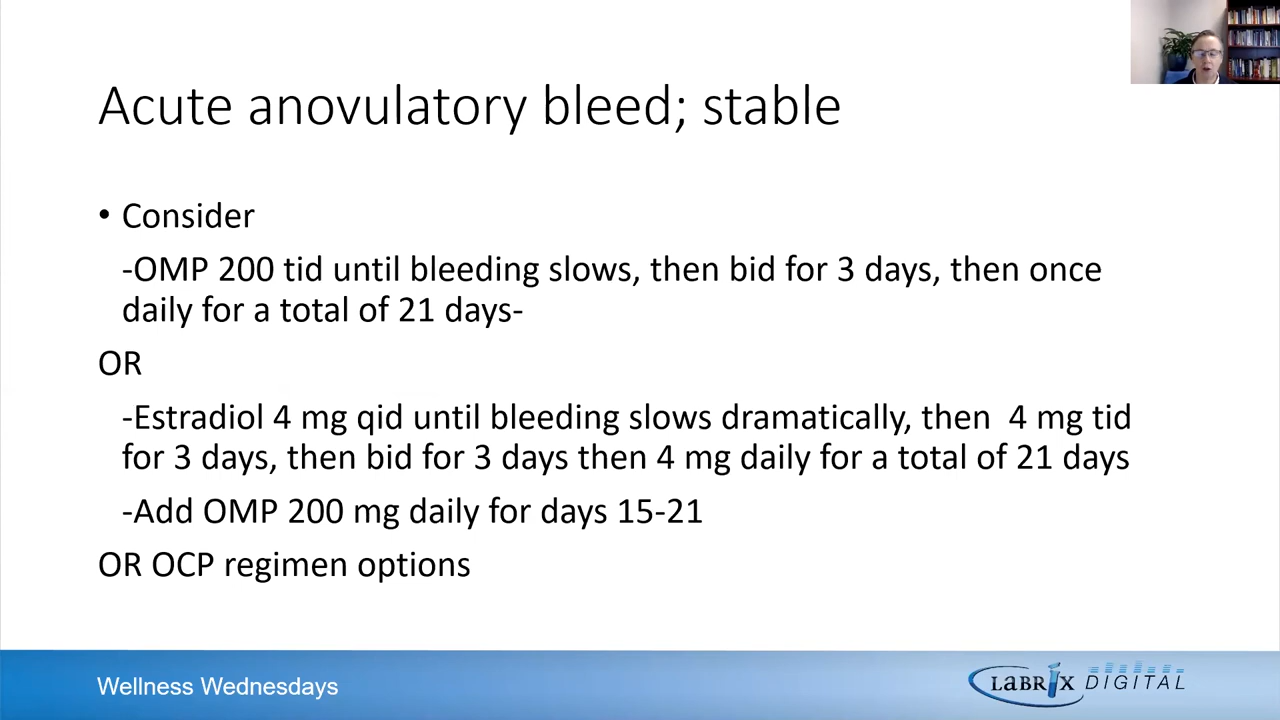 Acute anovulatory bleed; stable
• Consider
-OMP 200 tid until bleeding slows, then bid for 3 days, then once
daily for a total of 21 days-
OR
-Estradiol 4 mg qid until bleeding slows dramatically, then  4 mg tid
for 3 days, then bid for 3 days then 4 mg daily for a total of 21 days
-Add OMP 200 mg daily for days 15-21
OR OCP regimen options
Wellness Wednesdays
LABRIX DIGITAL